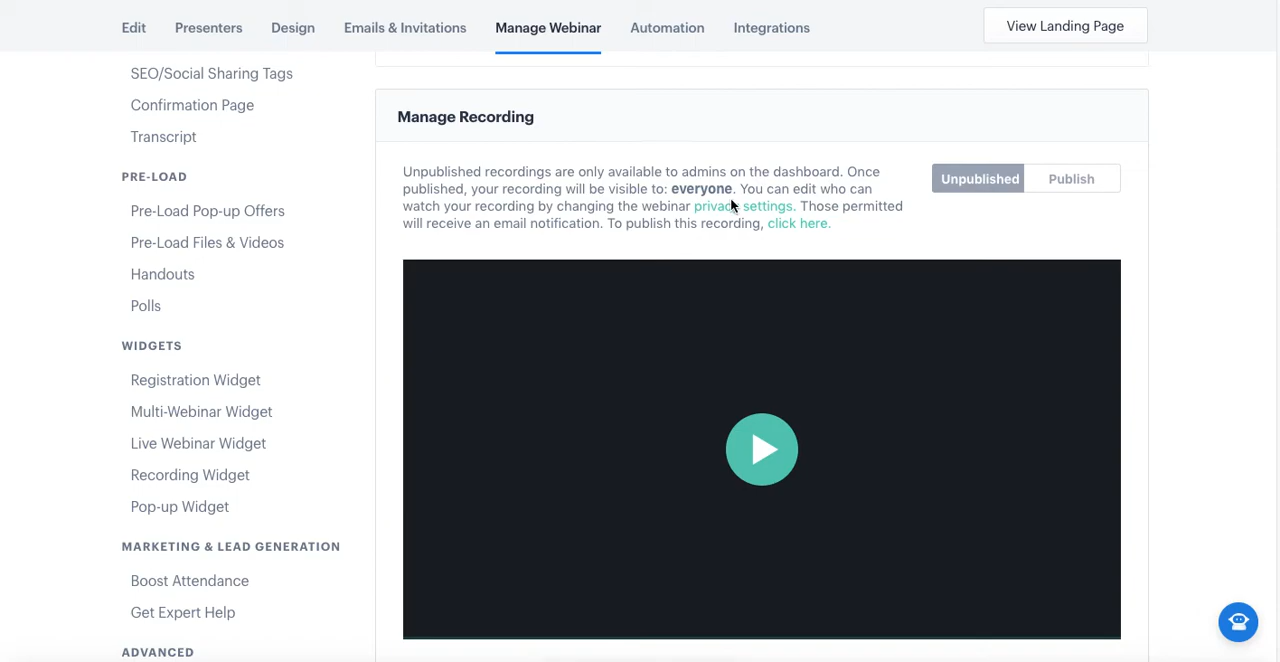 Edit Presenters Design Emails & Invitations Manage Webinar Automation Integrations View Landing Page
SEO/Social Sharing Tags
Confirmation Page
Transcript
PRE-LOAD
Pre-Load Pop-up Offers
Pre-Load Files & Videos
Handouts
Polls
WIDGETS
Registration Widget
Multi-Webinar Widget
Live Webinar Widget
Recording Widget
Pop-up Widget
MARKETING & LEAD GENERATION
Boost Attendance
Get Expert Help
ADVANCED
Manage Recording
Unpublished recordings are only available to admins on the dashboard. Once
published, your recording will be visible to: everyone. You can edit who can
watch your recording by changing the webinar privacy settings. Those permitted
will receive an email notification. To publish this recording, click here.
Unpublished Publish